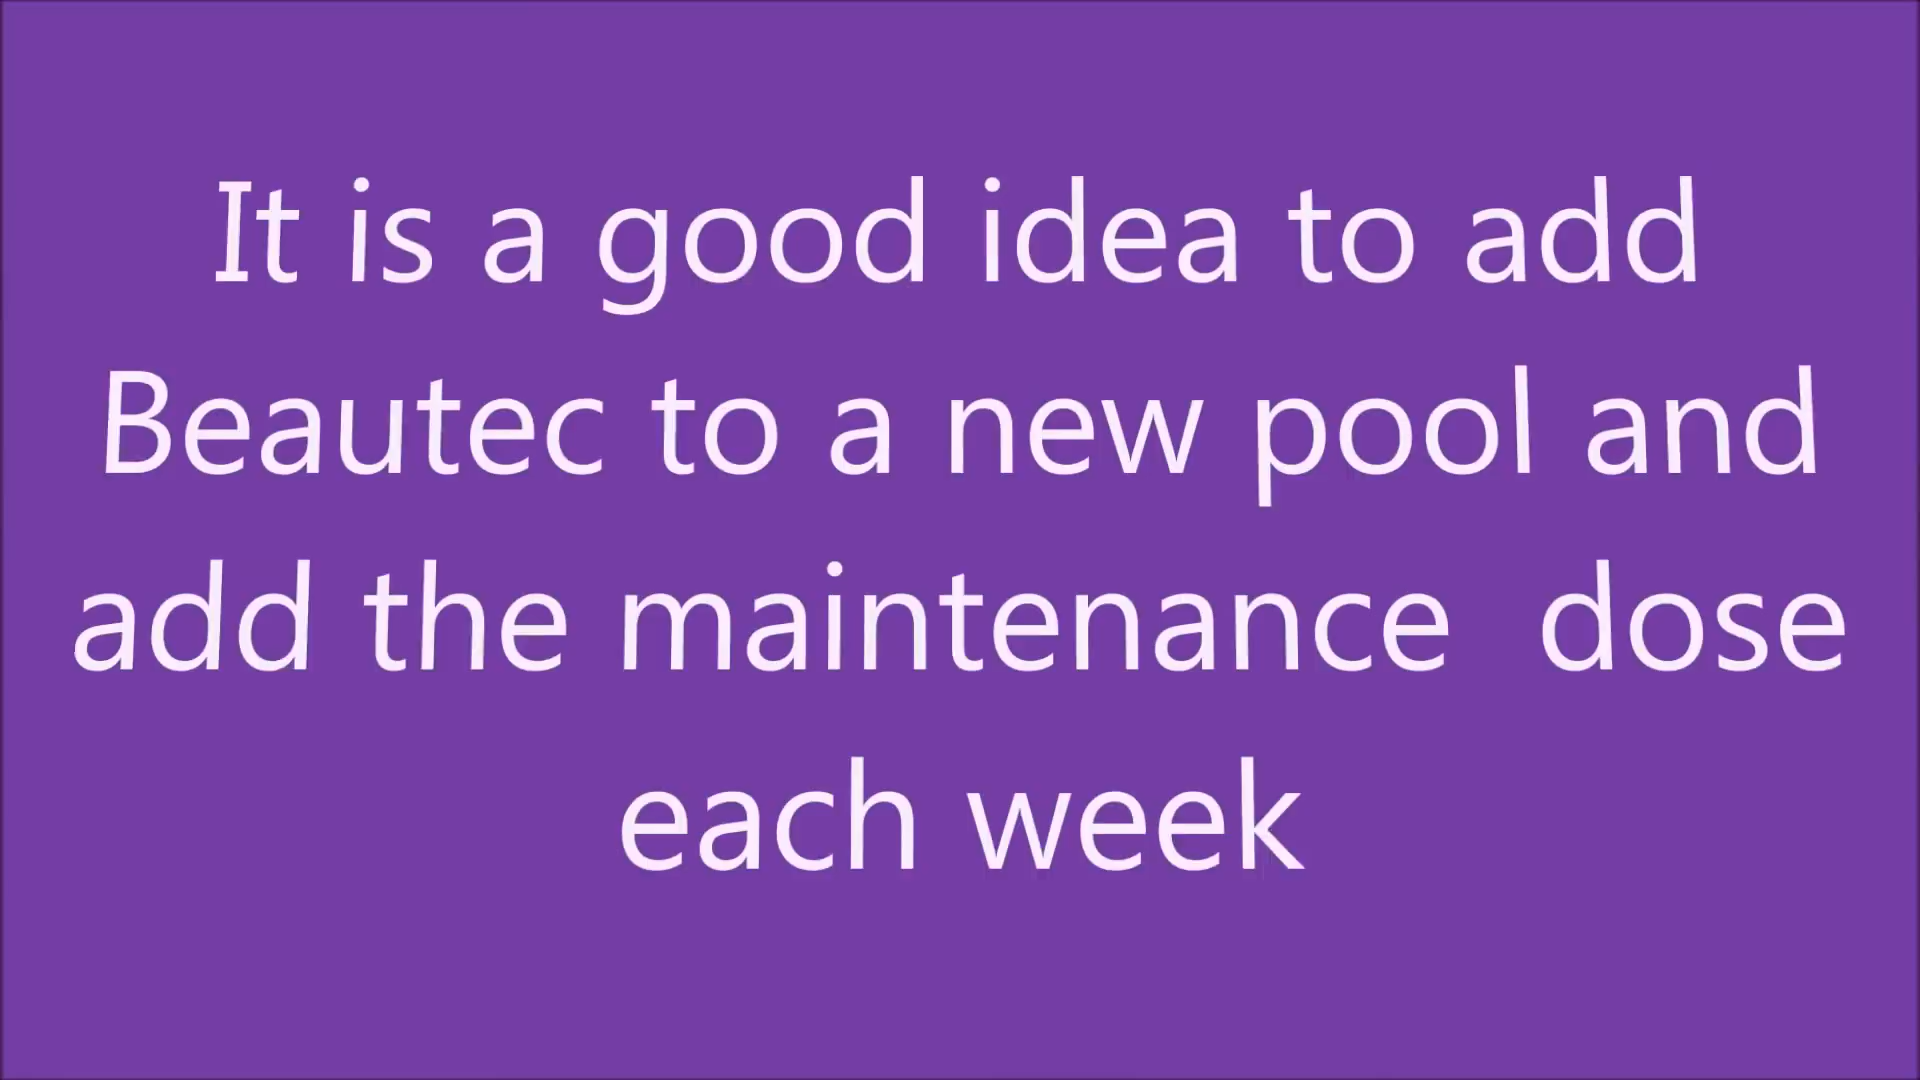 It is a good idea to add
Beautec to a new pool and
add the maintenance  dose
each week